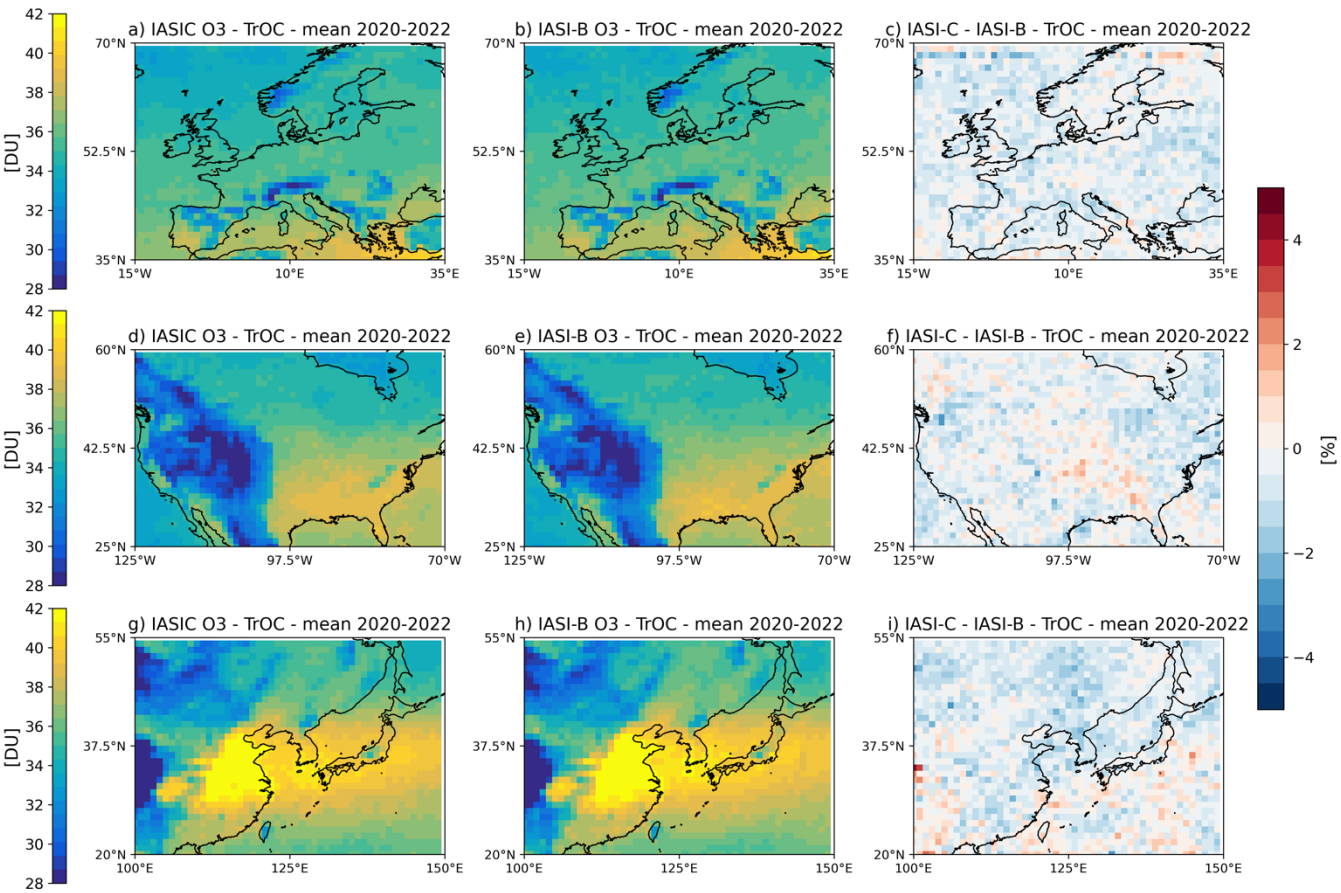 42
40
38
36
34
32
30
28
[DU]
a) IASIC O3 - TrOC - mean 2020-2022
70°N
52.5°N
35°N
15°W
10°E
35°E
b) IASI-B O3 - TrOC - mean 2020-2022
70°N
52.5°N
35°N
15°W
10°E
35°E
c) IASI-C - IASI-B - TrOC - mean 2020-2022
70°N
52.5°N
35°N
15°W
10°E
35°E
42
40
38
36
34
32
30
28
[DU]
d) IASIC O3 - TrOC - mean 2020-2022
60°N
42.5°N
25°N
125°W
97.5°W
70°W
e) IASI-B O3 - TrOC - mean 2020-2022
60°N
42.5°N
25°N
125°W
97.5°W
70°W
f) IASI-C - IASI-B - TrOC - mean 2020-2022
60°N
42.5°N
25°N
125°W
97.5°W
70°W
4
2
0
−2
−4
[%]
42
40
38
36
34
32
30
28
[DU]
g) IASIC O3 - TrOC - mean 2020-2022
55°N
37.5°N
20°N
100°E
125°E
150°E
h) IASI-B O3 - TrOC - mean 2020-2022
55°N
37.5°N
20°N
100°E
125°E
150°E
i) IASI-C - IASI-B - TrOC - mean 2020-2022
55°N
37.5°N
20°N
100°E
125°E
150°E